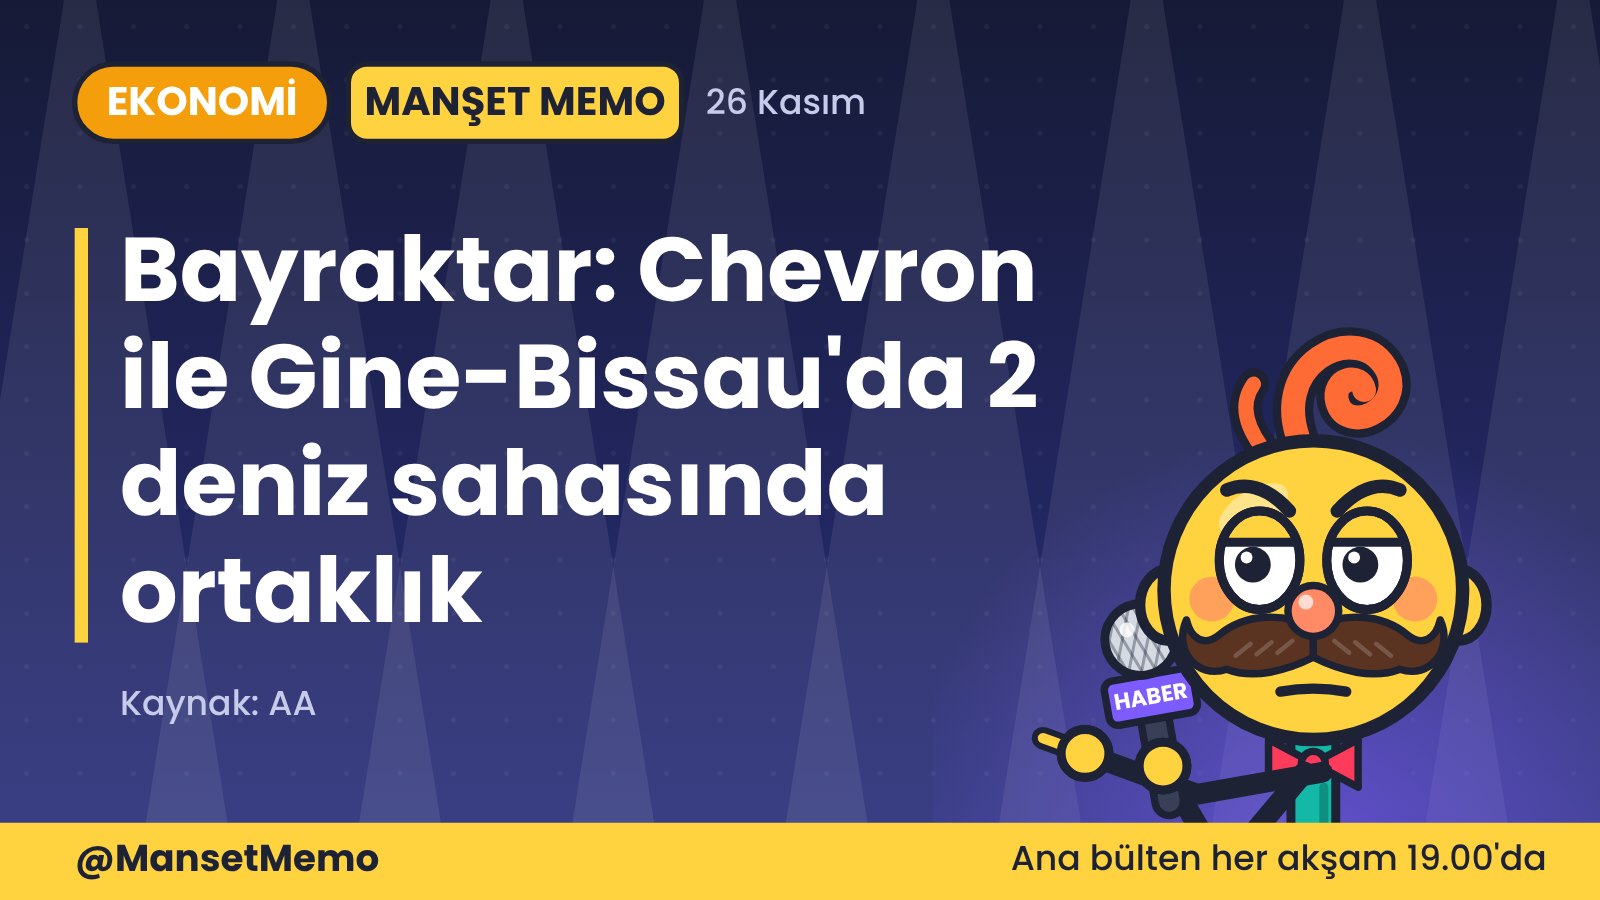 EKONOMİ
MANŞET MEMO
26 Kasım
Bayraktar: Chevron
ile Gine-Bissau'da 2
deniz sahasında
ortaklık
Kaynak: AA
HABER
@MansetMemo
Ana bülten her akşam 19.00'da